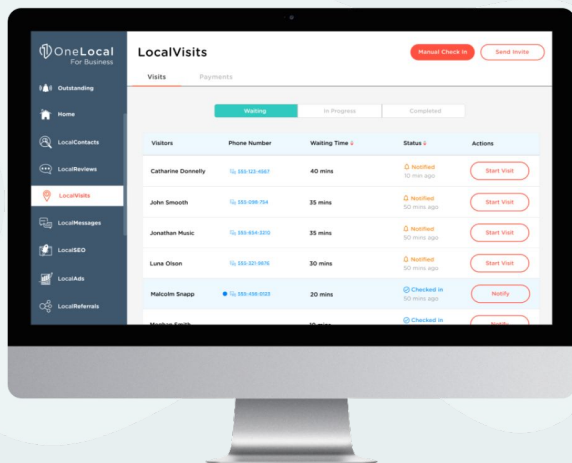 OneLocal
For Business
Outstanding
Home
LocalContacts
LocalReviews
LocalVisits
LocalMessages
LocalSEO
LocalAds
LocalReferrals
LocalVisits
Manual Check In
Send Invite
Visits Payments
Waiting In Progress Completed
Visitors Phone Number Waiting Time Status Actions
Catharine Donnelly 555-123-4567 40 mins Notified Start Visit
10 min ago
John Smooth 35 mins Notified Start Visit
50 mins ago
Jonathan Music 35 mins Notified Start Visit
50 mins ago
Luna Olson 30 mins Notified Start Visit
50 mins ago
Malcolm Snapp 20 mins Checked in Notify
50 mins ago
Checked in